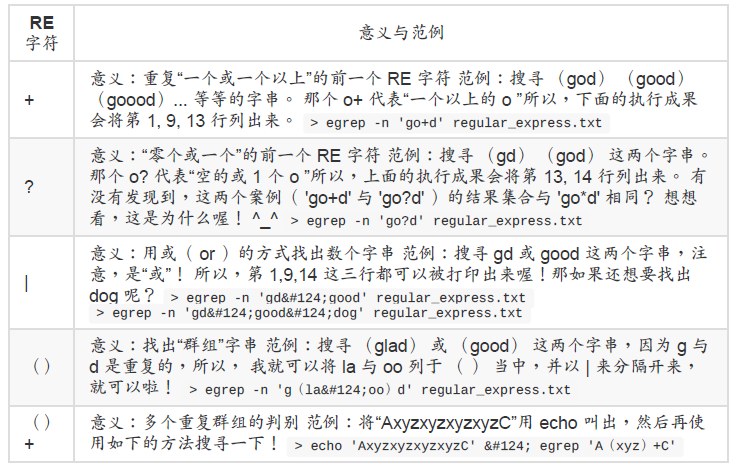 RE
字符
意义与范例
+
意义：重复“一个或一个以上”的前一个 RE 字符 范例：搜寻 （god） （good）
（goood）... 等等的字串。 那个 o+ 代表“一个以上的 o ”所以，下面的执行成果
会将第 1, 9, 13 行列出来。 > egrep -n 'go+d' regular_express.txt
?
意义：“零个或一个”的前一个 RE 字符 范例：搜寻 （gd） （god） 这两个字串。
那个 o? 代表“空的或 1 个 o ”所以，上面的执行成果会将第 13, 14 行列出来。 有
没有发现到，这两个案例（ 'go+d' 与 'go?d' ）的结果集合与 'go*d' 相同？ 想想
看，这是为什么喔！ ^_^ > egrep -n 'go?d' regular_express.txt
|
意义：用或（ or ）的方式找出数个字串 范例：搜寻 gd 或 good 这两个字串，注
意，是“或”！ 所以，第 1,9,14 这三行都可以被打印出来喔！那如果还想要找出
dog 呢？ > egrep -n 'gd&#124;good' regular_express.txt
> egrep -n 'gd&#124;good&#124;dog' regular_express.txt
（）
意义：找出“群组”字串 范例：搜寻 （glad） 或 （good） 这两个字串，因为 g 与
d 是重复的，所以， 我就可以将 la 与 oo 列于 （ ） 当中，并以 | 来分隔开来，
就可以啦！ > egrep -n 'g（la&#124;oo）d' regular_express.txt
（）
+
意义：多个重复群组的判别 范例：将“AxyzxyzxyzxyzC”用 echo 叫出，然后再使
用如下的方法搜寻一下！ > echo 'AxyzxyzxyzxyzC' &#124; egrep 'A（xyz）+C'